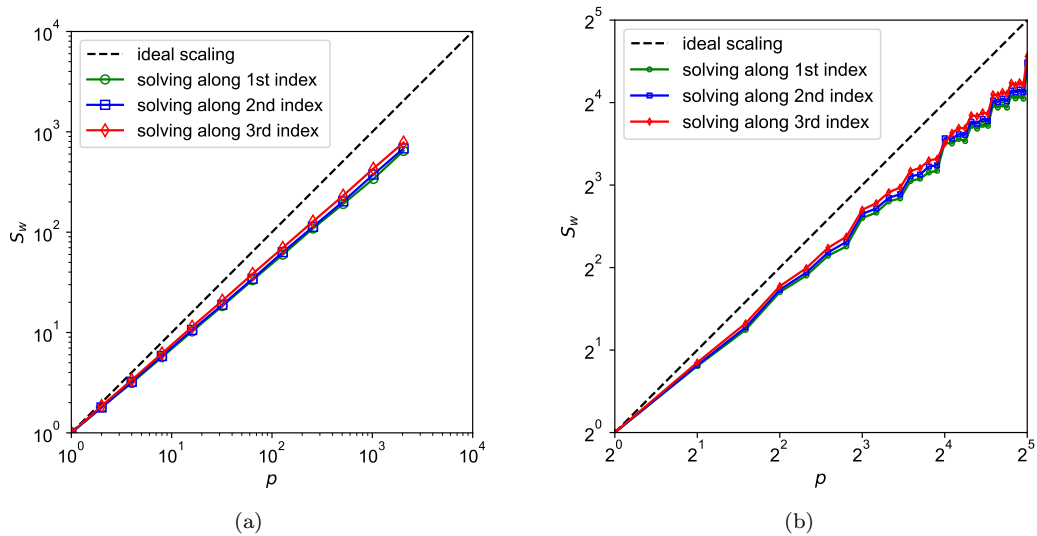 10^4
10^3
10^2
10^1
10^0
S_w
ideal scaling
solving along 1st index
solving along 2nd index
solving along 3rd index
10^0 10^1 10^2 10^3 10^4
p
(a)
2^5
2^4
2^3
2^2
2^1
2^0
S_w
ideal scaling
solving along 1st index
solving along 2nd index
solving along 3rd index
2^0 2^1 2^2 2^3 2^4 2^5
p
(b)